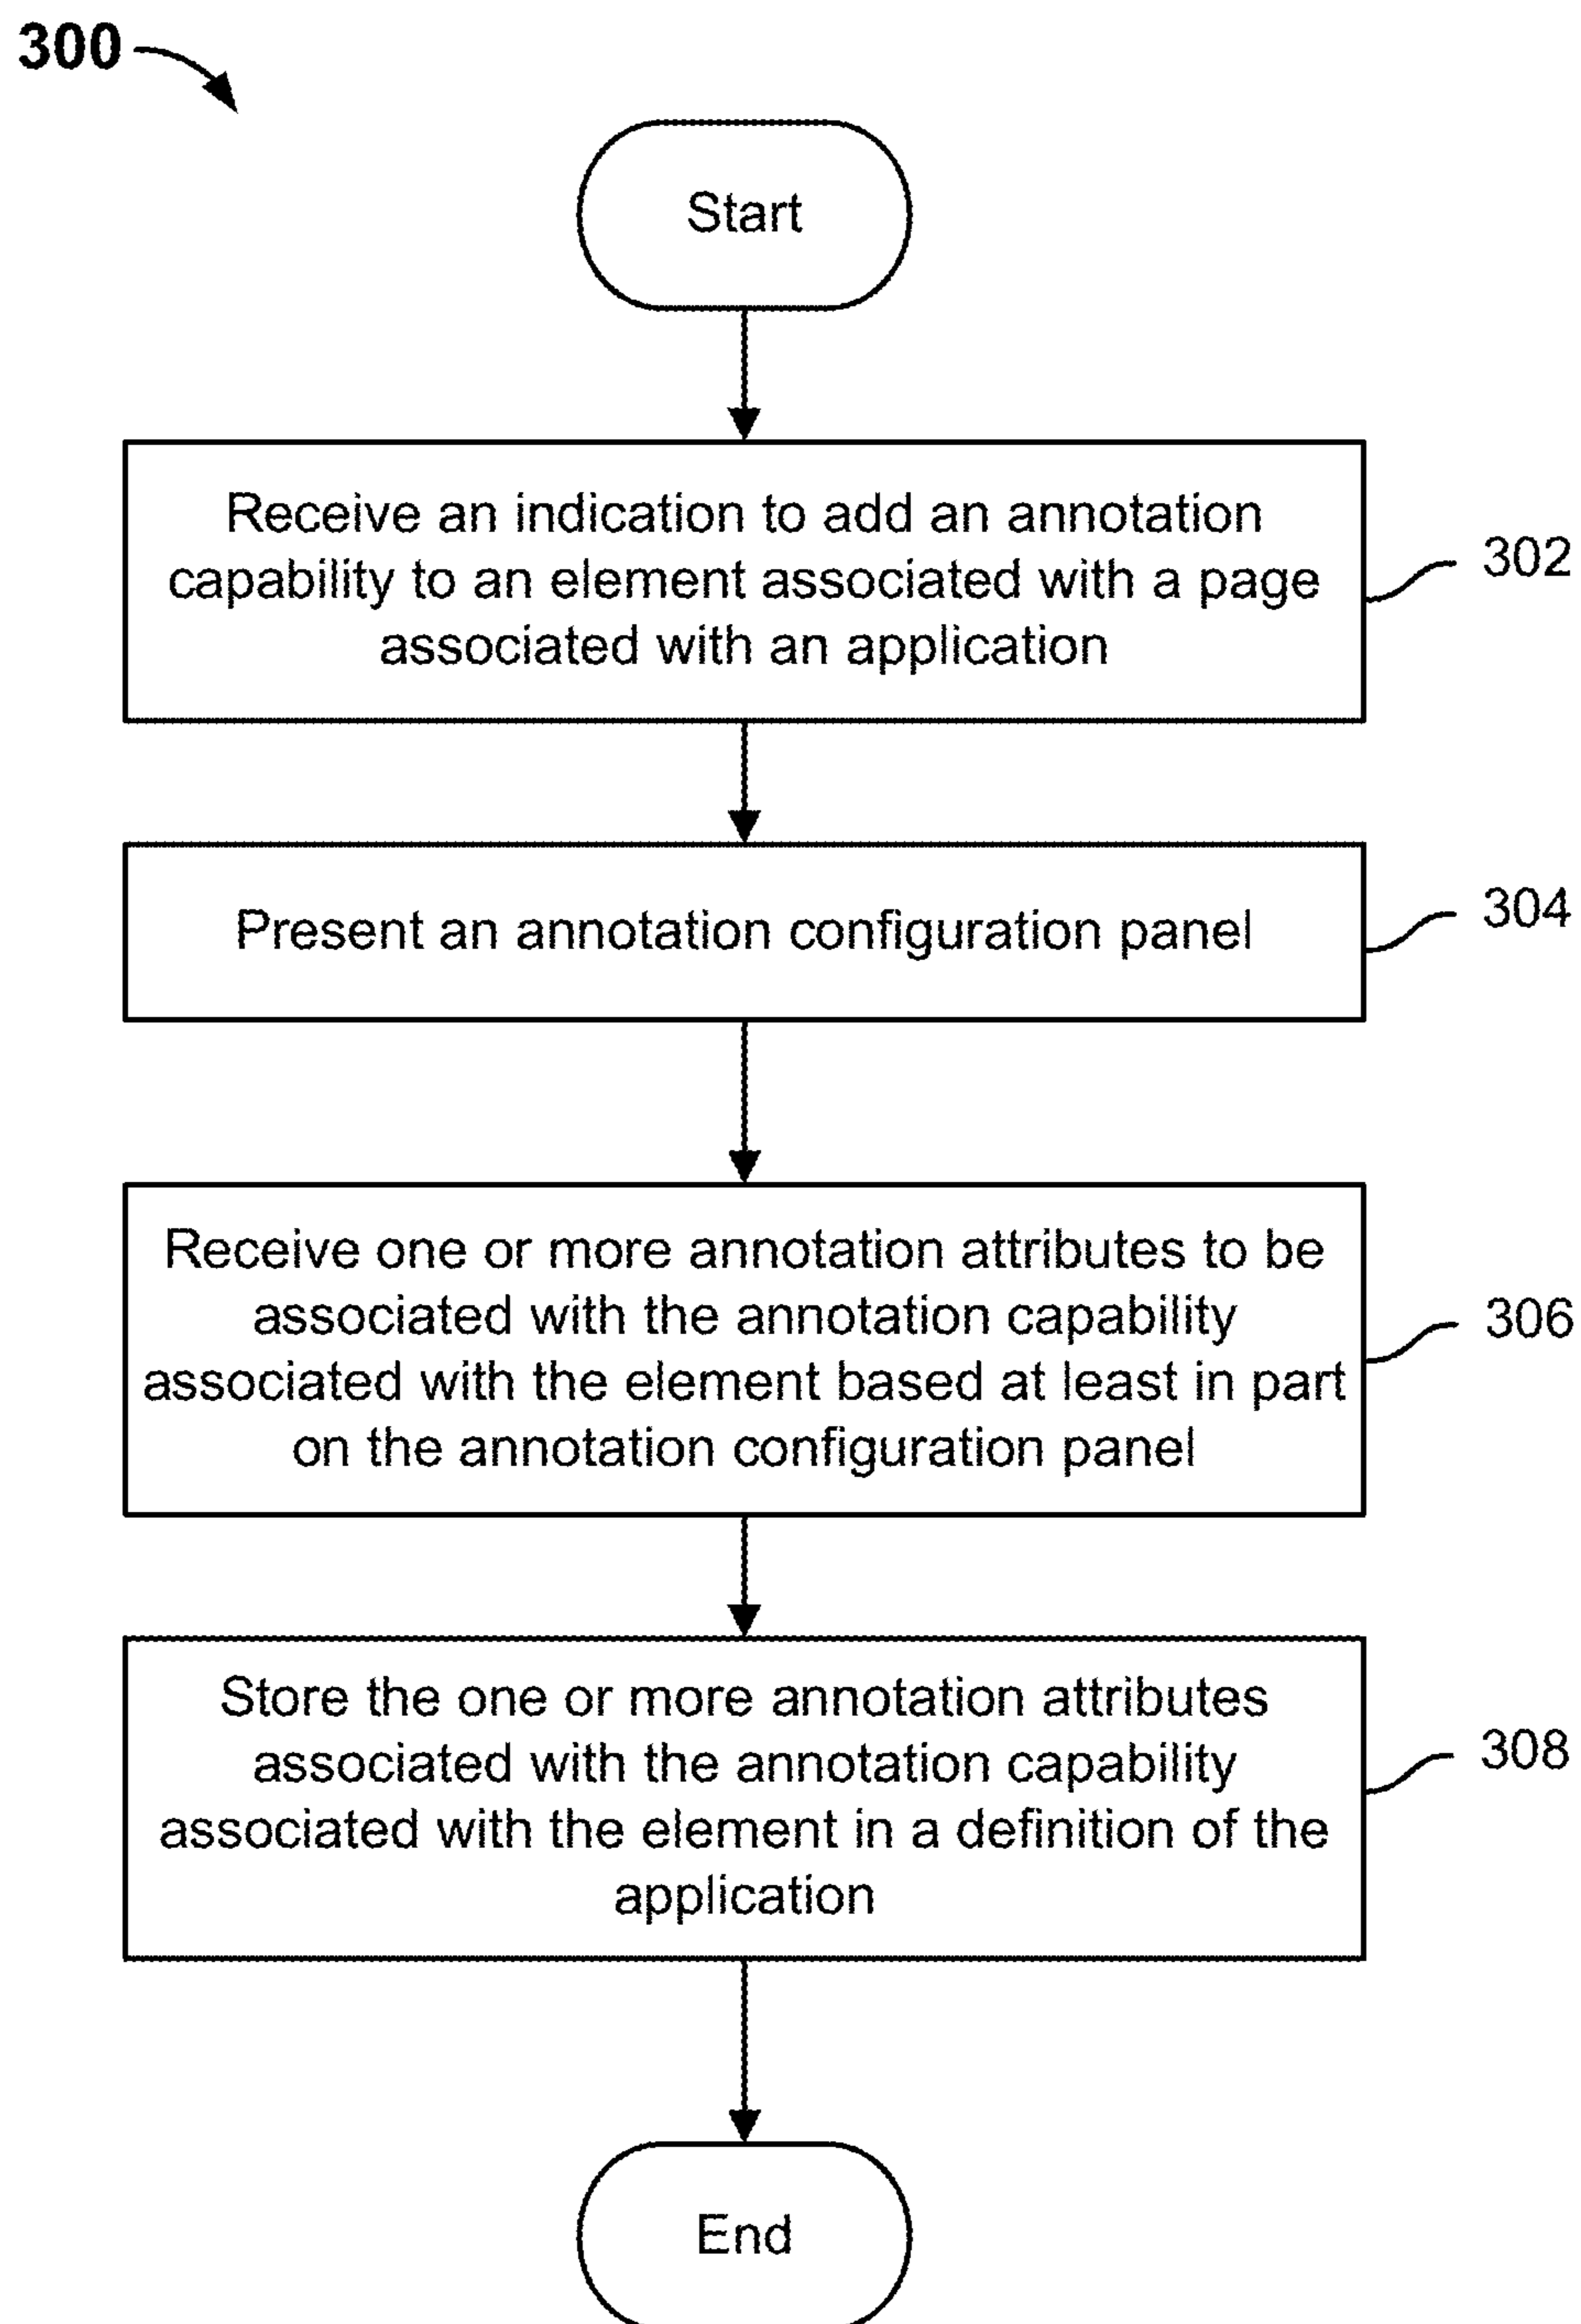 300
Start
Receive an indication to add an annotation
capability to an element associated with a page
associated with an application
302
Present an annotation configuration panel
304
Receive one or more annotation attributes to be
associated with the annotation capability
associated with the element based at least in part
on the annotation configuration panel
306
Store the one or more annotation attributes
associated with the annotation capability
associated with the element in a definition of the
application
308
End